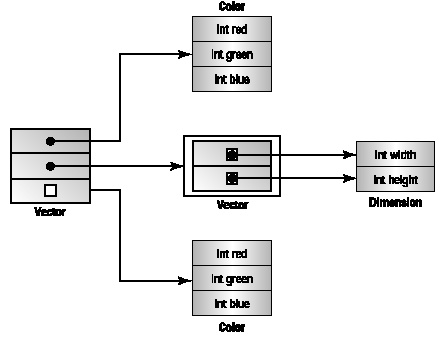 Color
int red
int green
int blue
int width
int height
Vector
Vector
Dimension
int red
int green
int blue
Color